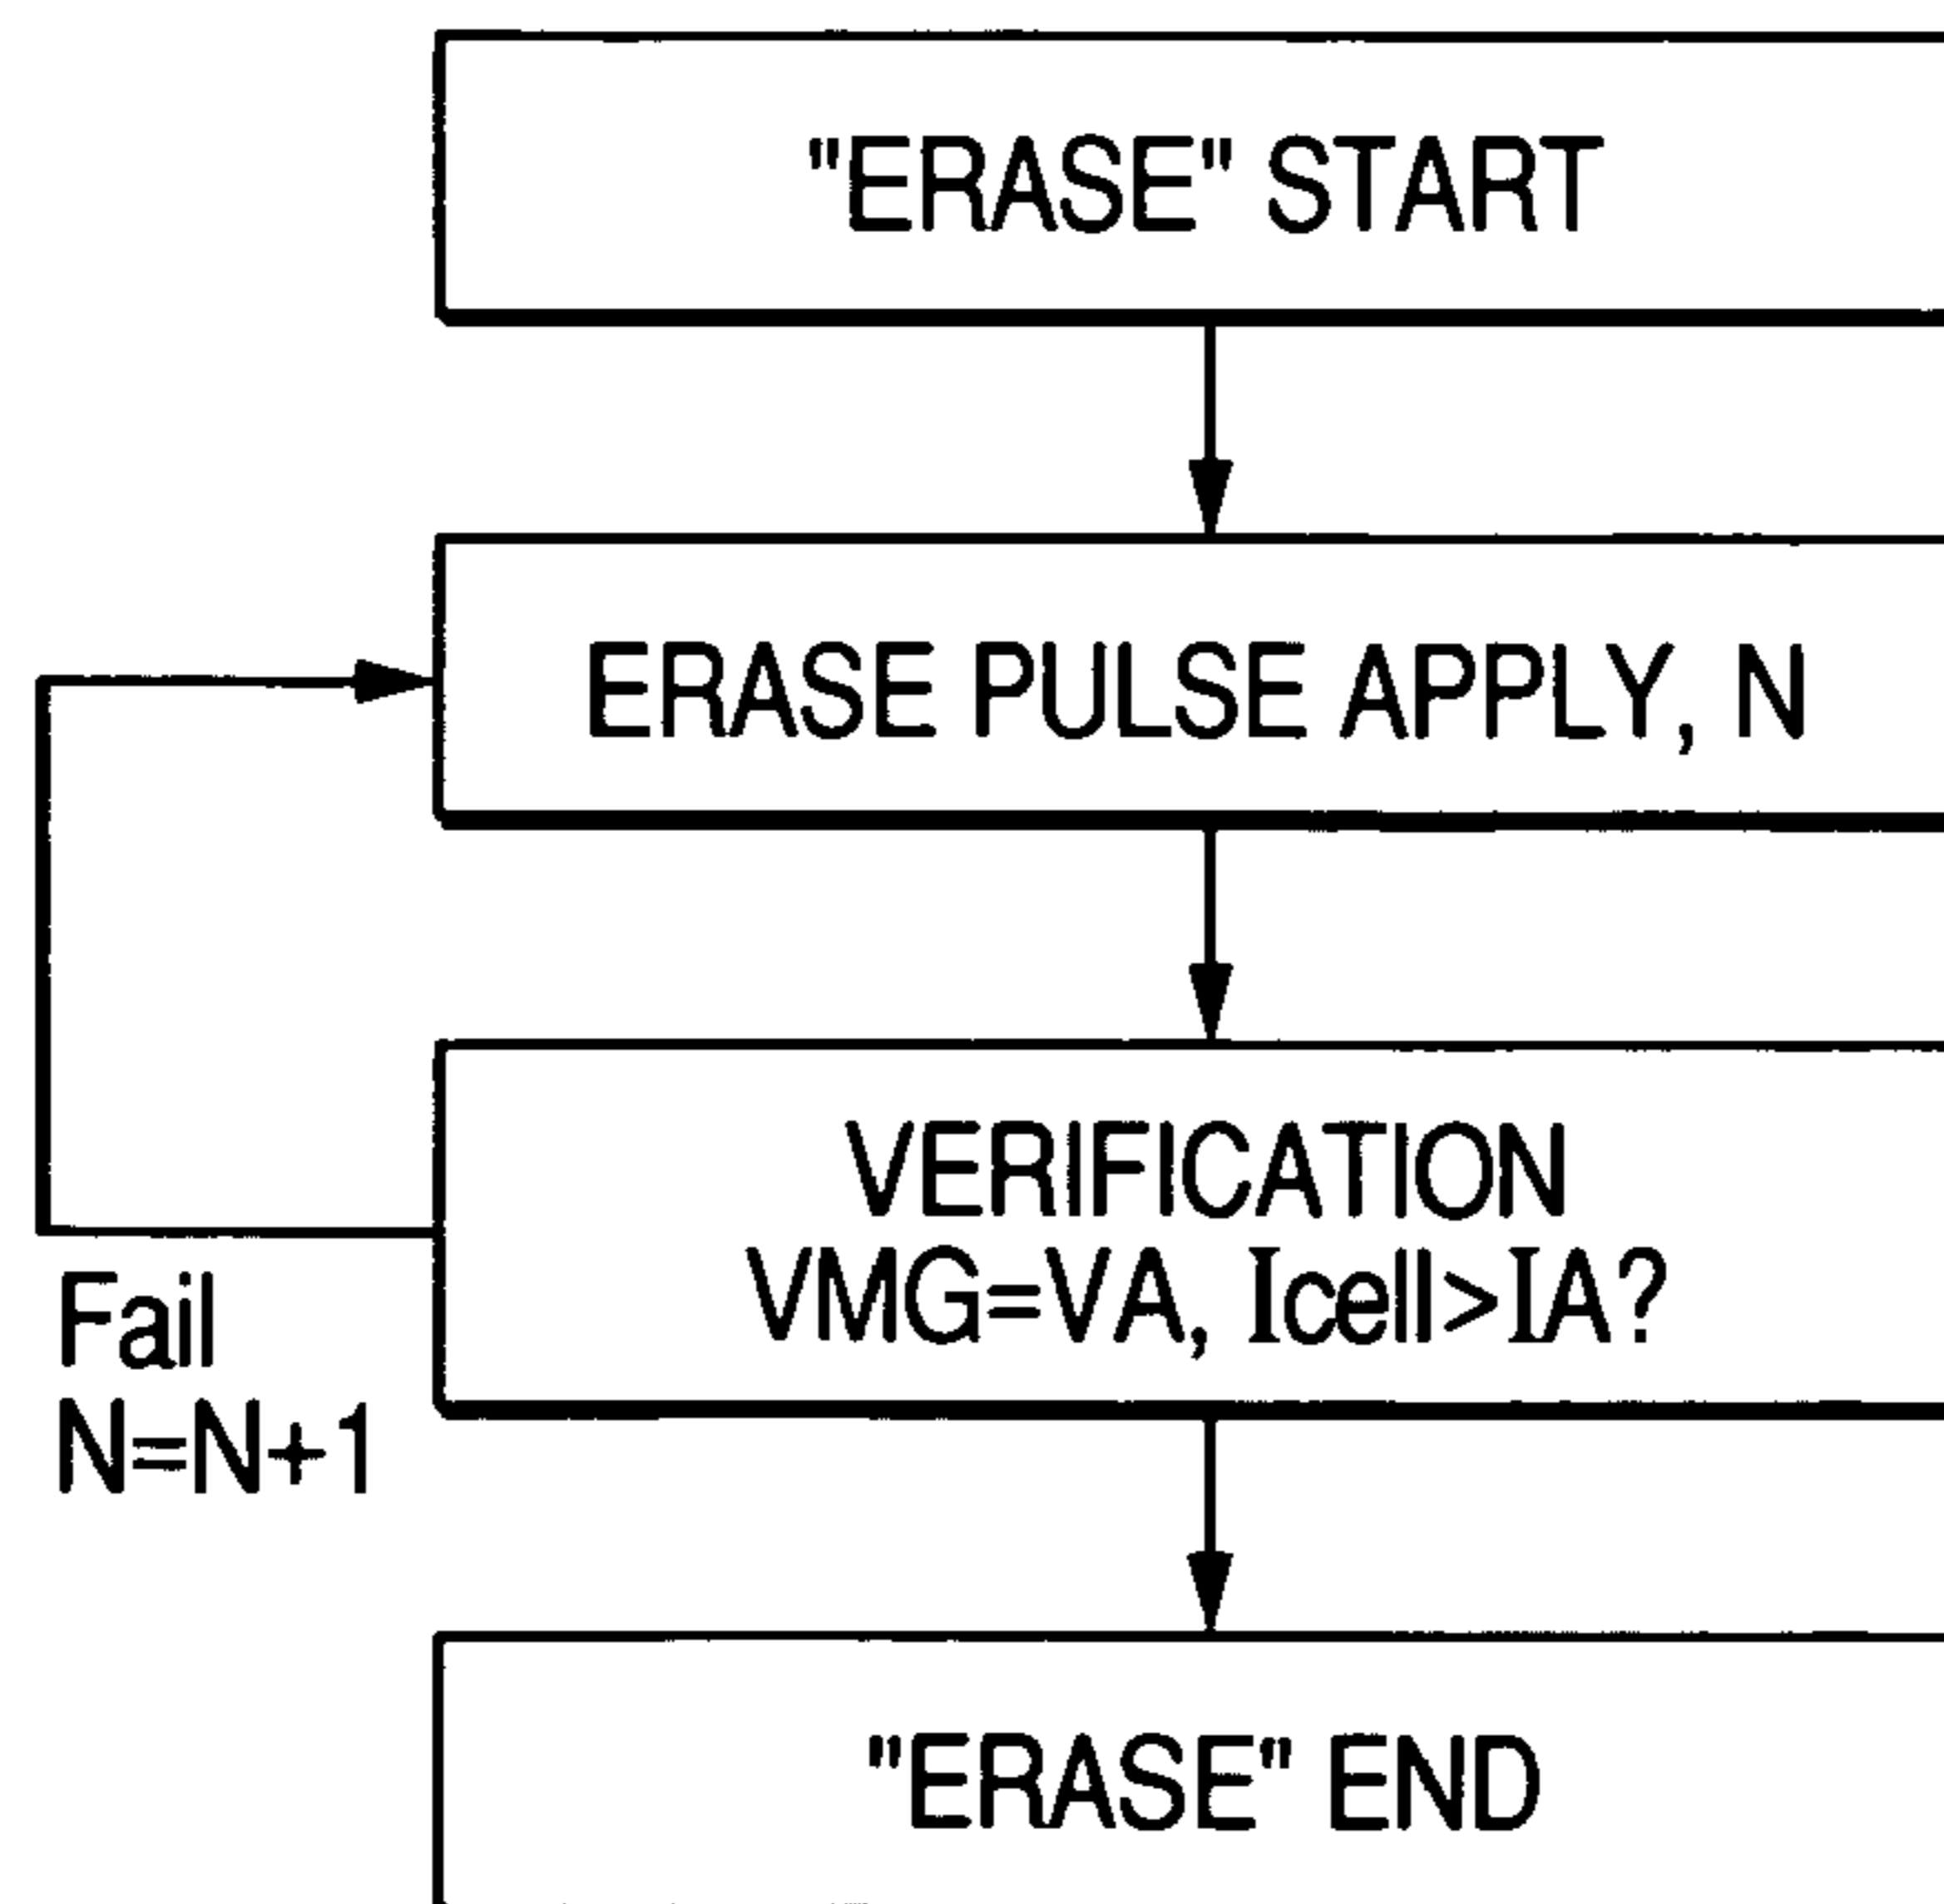 "ERASE" START
ERASE PULSE APPLY, N
VERIFICATION
VMG=VA, Icell>IA?
Fail
N=N+1
"ERASE" END